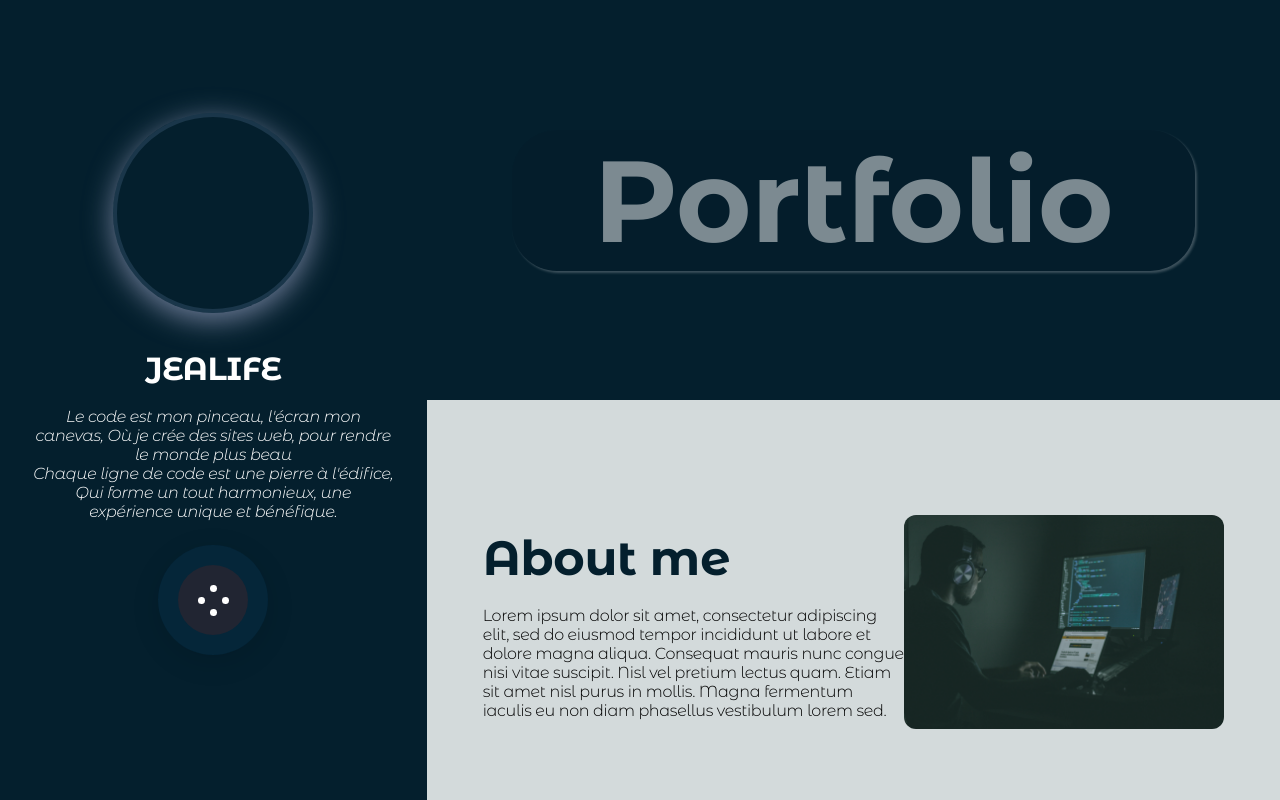 Portfolio
JEALIFE
Le code est mon pinceau, l'écran mon
canevas, Où je crée des sites web, pour rendre
le monde plus beau
Chaque ligne de code est une pierre à l'édifice,
Qui forme un tout harmonieux, une
expérience unique et bénéfique.
About me
Lorem ipsum dolor sit amet, consectetur adipiscing
elit, sed do eiusmod tempor incididunt ut labore et
dolore magna aliqua. Consequat mauris nunc congue
nisi vitae suscipit. Nisl vel pretium lectus quam. Etiam
sit amet nisl purus in mollis. Magna fermentum
iaculis eu non diam phasellus vestibulum lorem sed.